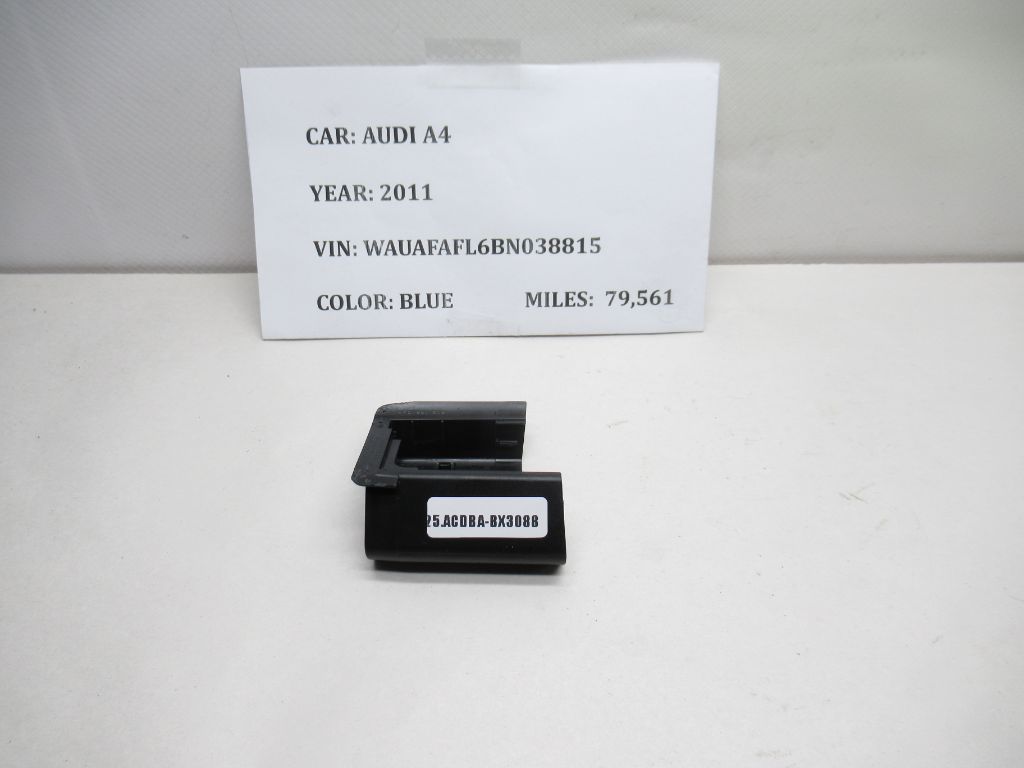 CAR: AUDI A4
YEAR: 2011
VIN: WAUAFAFL6BN038815
COLOR: BLUE MILES: 79,561
25.ACDBA-BX3088